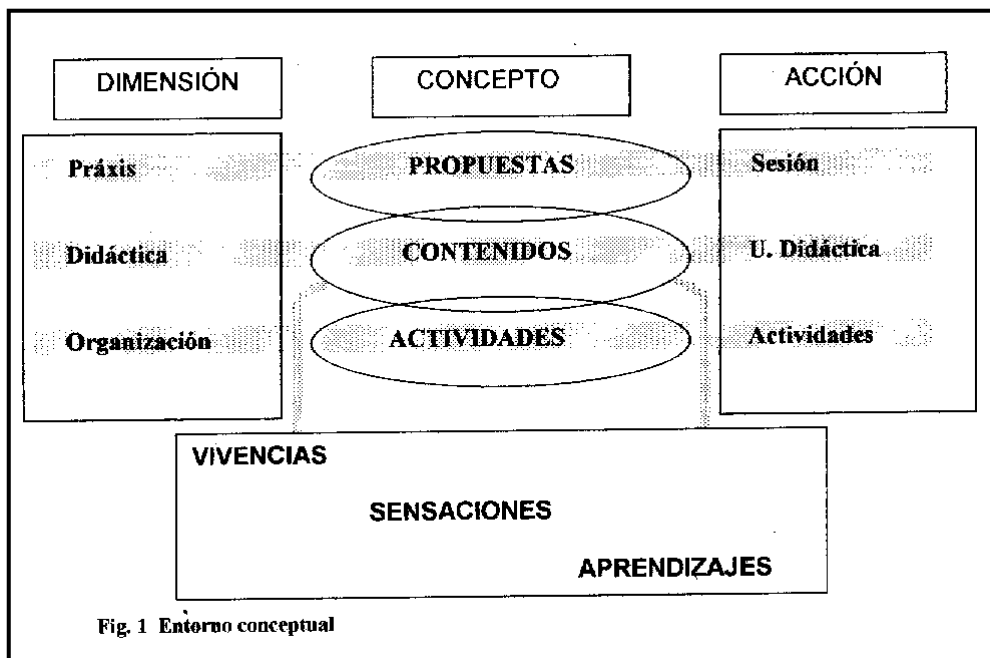 DIMENSIÓN CONCEPTO ACCIÓN
Práxis PROPUESTAS Sesión
Didáctica CONTENIDOS U. Didáctica
Organización ACTIVIDADES Actividades
VIVENCIAS
SENSACIONES
APRENDIZAJES
Fig. 1 Entorno conceptual